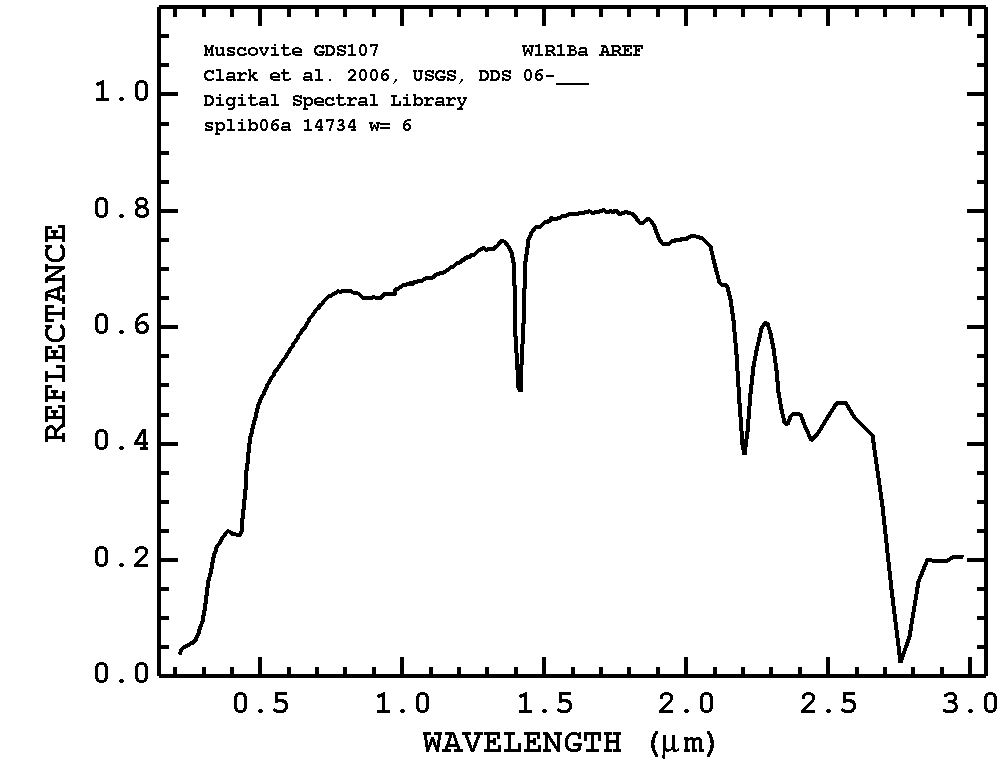 Muscovite GDS107 W1R1Ba AREF
Clark et al. 2006, USGS, DDS 06-___
Digital Spectral Library
splib06a 14734 w= 6
REFLECTANCE
1.0
0.8
0.6
0.4
0.2
0.0
0.5 1.0 1.5 2.0 2.5 3.0
WAVELENGTH (μm)